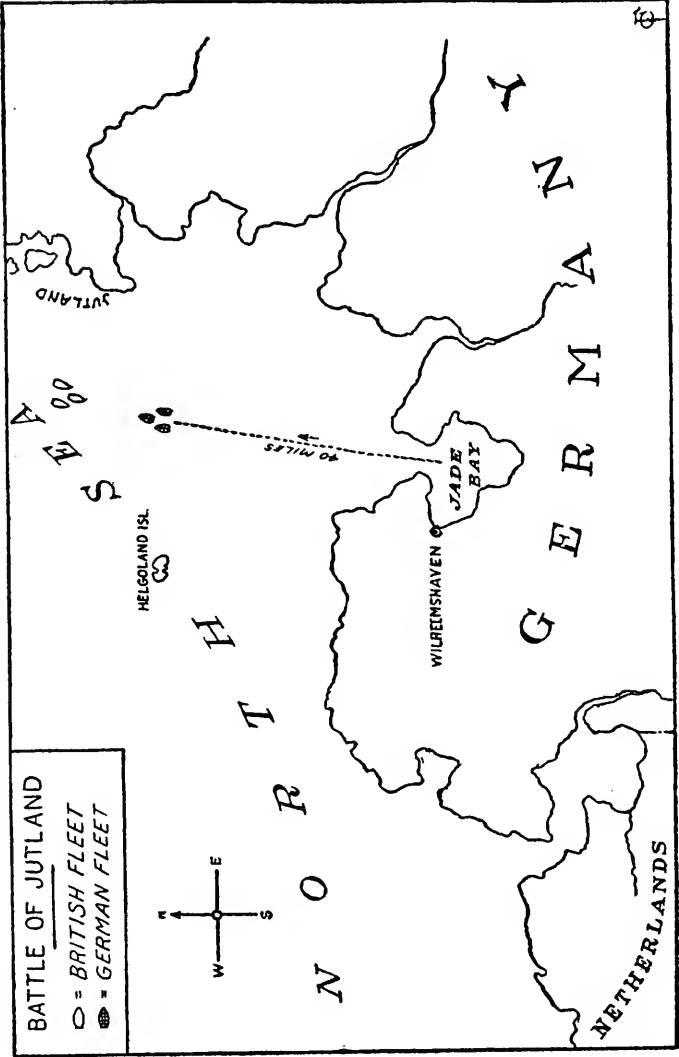 BATTLE OF JUTLAND
= BRITISH FLEET
= GERMAN FLEET
N
W
E
S
NORTH SEA
HELGOLAND ISL.
JUTLAND
40 MILES
JADE
BAY
WILHELMSHAVEN
GERMANY
NETHERLANDS